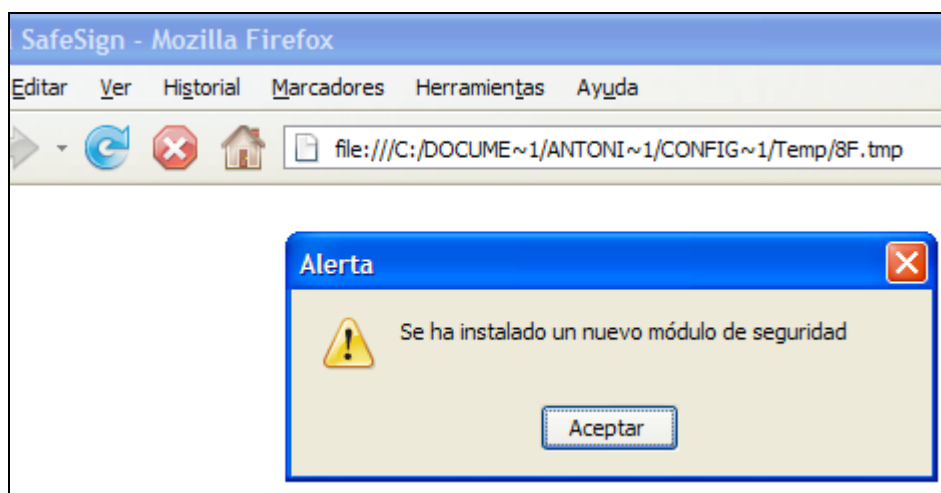 SafeSign - Mozilla Firefox
Editar Ver Historial Marcadores Herramientas Ayuda
file:///C:/DOCUME~1/ANTONI~1/CONFIG~1/Temp/8F.tmp
Alerta
Se ha instalado un nuevo módulo de seguridad
Aceptar